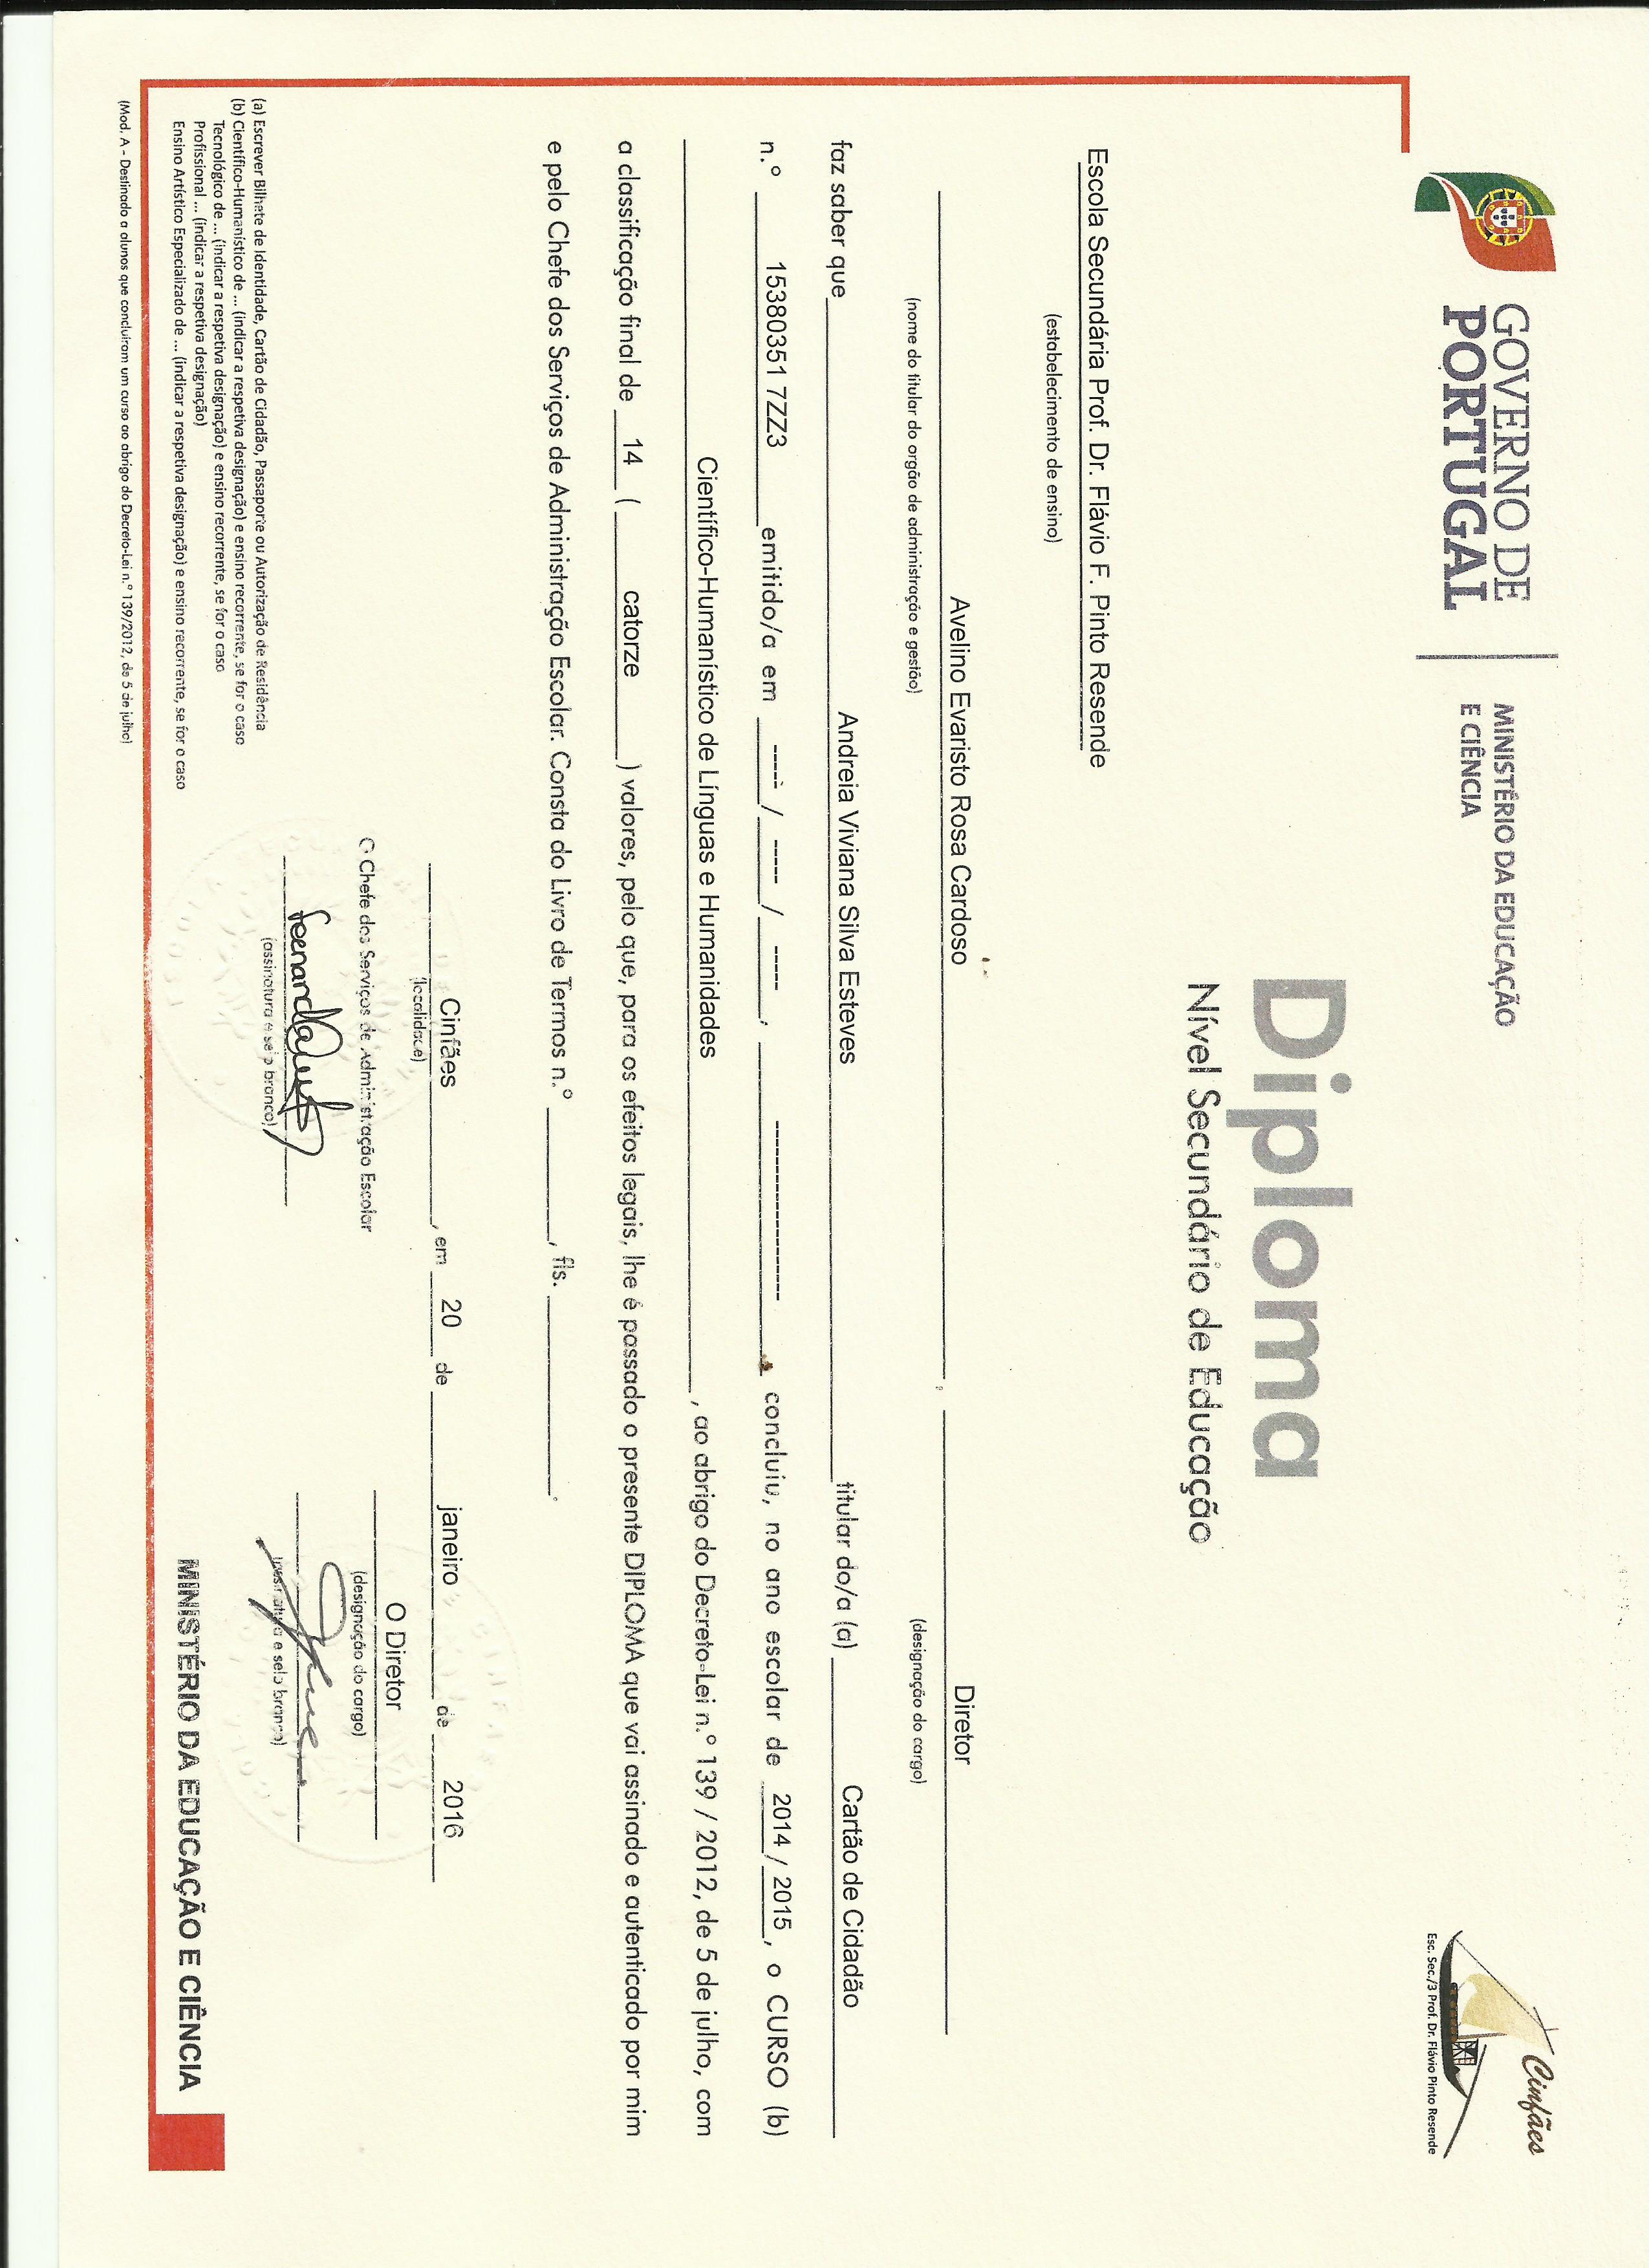 GOVERNO DE
PORTUGAL
MINISTÉRIO DA EDUCAÇÃO
E CIÊNCIA
Cinfães
Esc. Sec./3 Prof. Dr. Flávio Pinto Resende
Diploma
Nível Secundário de Educação
Escola Secundária Prof. Dr. Flávio F. Pinto Resende
(estabelecimento de ensino)
Avelino Evaristo Rosa Cardoso , Diretor
(nome do titular do orgão de administração e gestão) (designação do cargo)
faz saber que Andreia Viviana Silva Esteves titular do/a (a) Cartão de Cidadão
n.º 15380351 7ZZ3 emitido/a em ----- / ----- / ----- , -------------------- , concluiu, no ano escolar de 2014 / 2015 , o CURSO (b)
Científico-Humanístico de Línguas e Humanidades , ao abrigo do Decreto-Lei n.º 139 / 2012, de 5 de julho, com
a classificação final de 14 ( catorze ) valores, pelo que, para os efeitos legais, lhe é passado o presente DIPLOMA que vai assinado e autenticado por mim
e pelo Chefe dos Serviços de Administração Escolar. Consta do Livro de Termos n.º ________, fls. ____________.
Cinfães , em 20 de janeiro de 2016
(localidade)
O Diretor
O Chefe dos Serviços de Administração Escolar
(designação do cargo)
(assinatura e selo branco)
(assinatura e selo branco)
(a) Escrever Bilhete de Identidade, Cartão de Cidadão, Passaporte ou Autorização de Residência
(b) Científico-Humanístico de ... (indicar a respetiva designação) e ensino recorrente, se for o caso
Tecnológico de ... (indicar a respetiva designação) e ensino recorrente, se for o caso
Profissional ... (indicar a respetiva designação)
Ensino Artístico Especializado de ... (indicar a respetiva designação) e ensino recorrente, se for o caso
MINISTÉRIO DA EDUCAÇÃO E CIÊNCIA
(Mod. A - Destinado a alunos que concluiram um curso ao abrigo do Decreto-Lei n.º 139/2012, de 5 de julho)